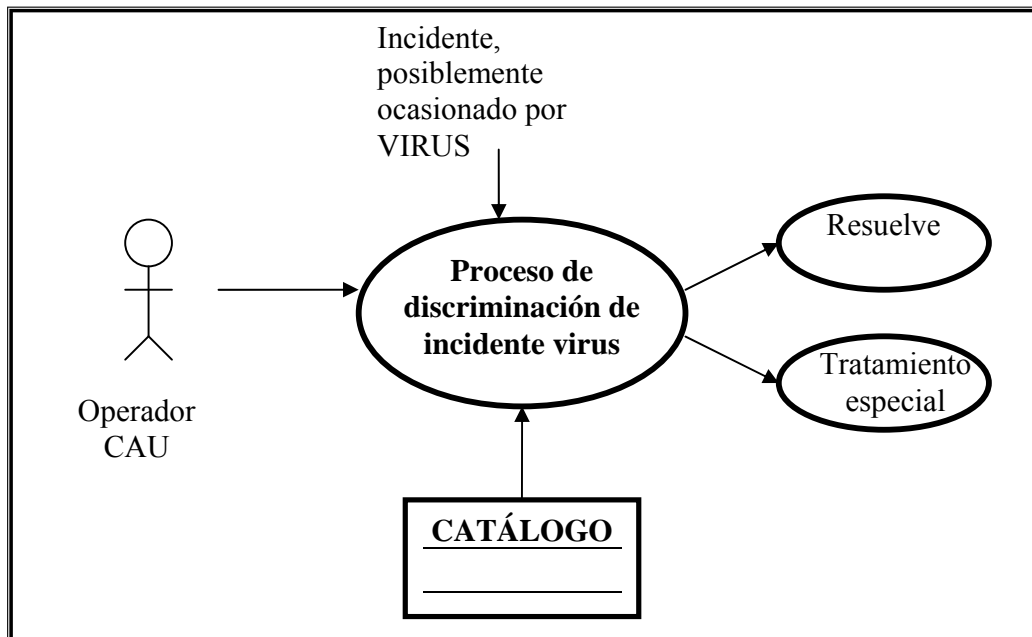 Incidente,
posiblemente
ocasionado por
VIRUS
Operador
CAU
Proceso de
discriminación de
incidente virus
Resuelve
Tratamiento
especial
CATÁLOGO